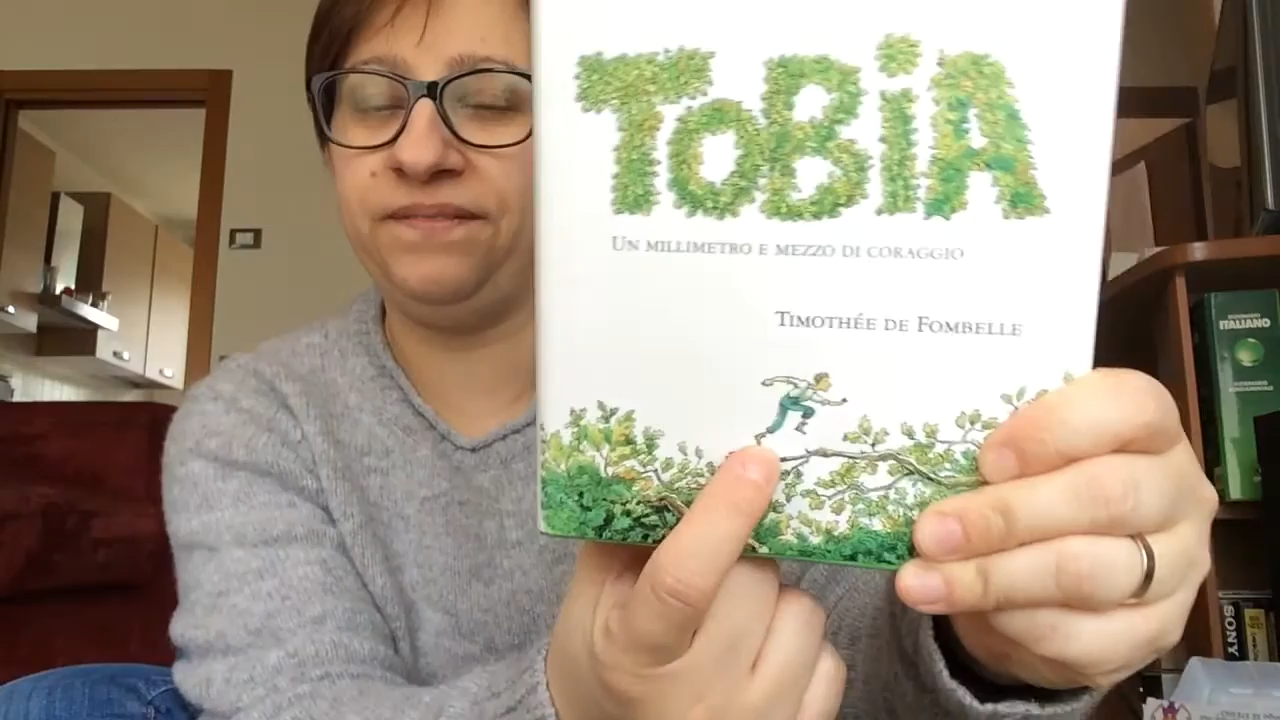 TOBiA
UN MILLIMETRO E MEZZO DI CORAGGIO
TIMOTHÉE DE FOMBELLE
ITALIANO
SONY